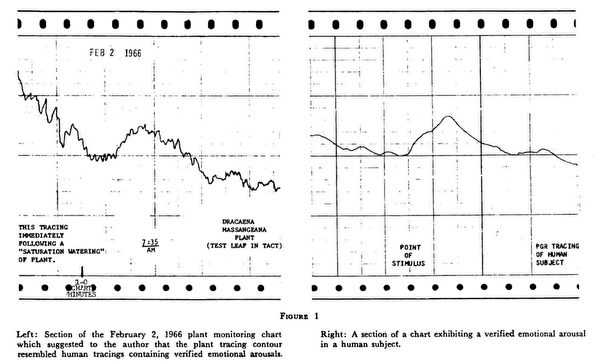 FEB 2 1966
THIS TRACING
IMMEDIATELY
FOLLOWING A
"SATURATION WATERING"
OF PLANT.
7:35
AM
DRACAENA
MASSANGEANA
PLANT
(TEST LEAF IN TACT)
CHART
MINUTES
POINT
OF
STIMULUS
PGR TRACING
OF HUMAN
SUBJECT
FIGURE 1
Left: Section of the February 2, 1966 plant monitoring chart
which suggested to the author that the plant tracing contour
resembled human tracings containing verified emotional arousals.
Right: A section of a chart exhibiting a verified emotional arousal
in a human subject.